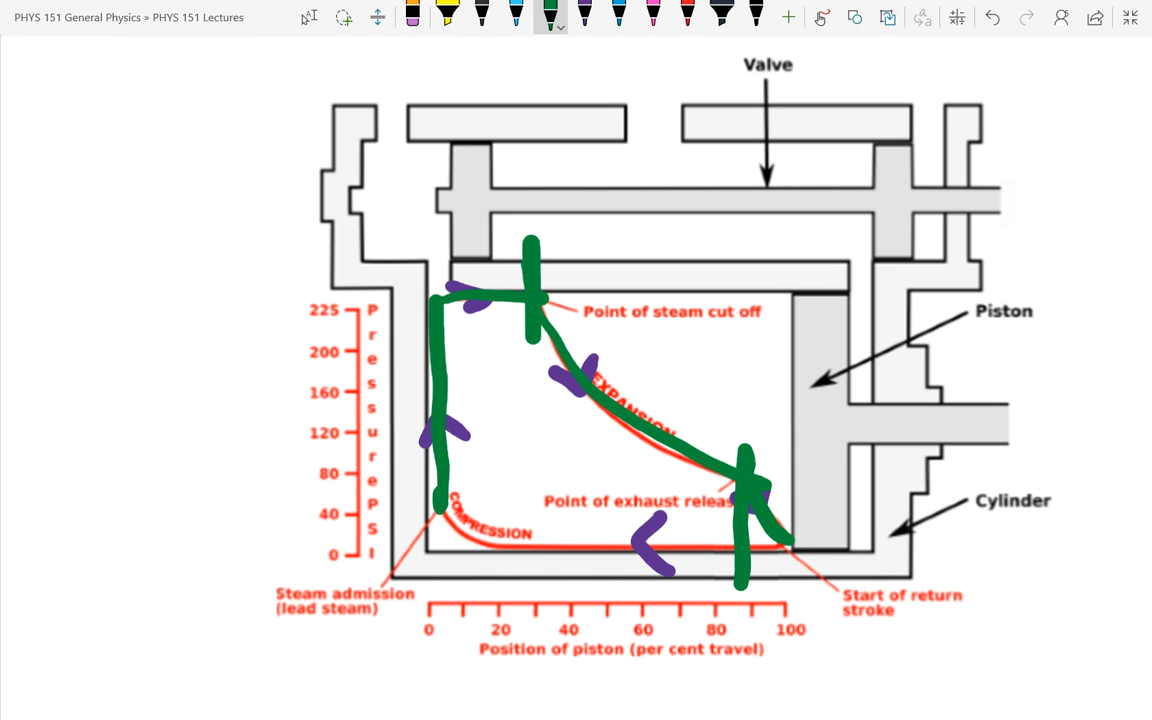 PHYS 151 General Physics » PHYS 151 Lectures
Valve
Point of steam cut off
Piston
225
200
160
120
80
40
0
Pressure PSI
EXPANSION
Point of exhaust releas
COMPRESSION
Cylinder
Steam admission
(lead steam)
Start of return
stroke
0 20 40 60 80 100
Position of piston (per cent travel)